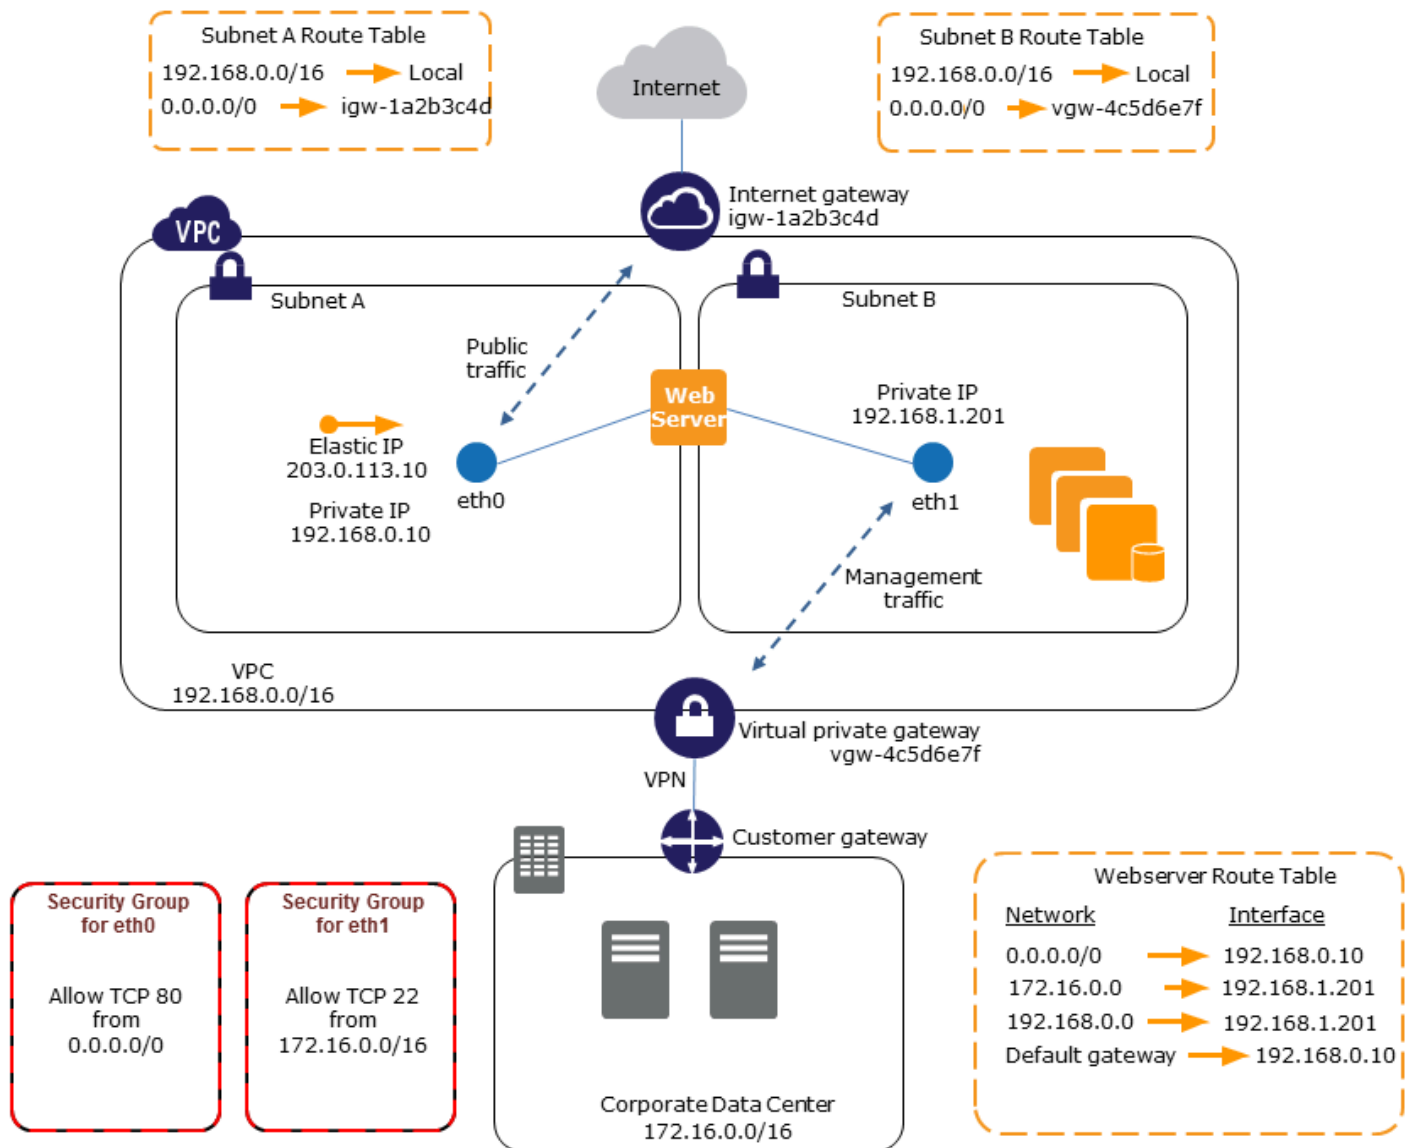 Subnet A Route Table
192.168.0.0/16 Local
0.0.0.0/0 igw-1a2b3c4d
Internet
Subnet B Route Table
192.168.0.0/16 Local
0.0.0.0/0 vgw-4c5d6e7f
Internet gateway
igw-1a2b3c4d
VPC
Subnet A
Subnet B
Public
traffic
Web
Server
Private IP
192.168.1.201
Elastic IP
203.0.113.10
eth0
eth1
Private IP
192.168.0.10
Management
traffic
VPC
192.168.0.0/16
Virtual private gateway
vgw-4c5d6e7f
VPN
Customer gateway
Security Group
for eth0
Allow TCP 80
from
0.0.0.0/0
Security Group
for eth1
Allow TCP 22
from
172.16.0.0/16
Corporate Data Center
172.16.0.0/16
Webserver Route Table
Network Interface
0.0.0.0/0 192.168.0.10
172.16.0.0 192.168.1.201
192.168.0.0 192.168.1.201
Default gateway 192.168.0.10